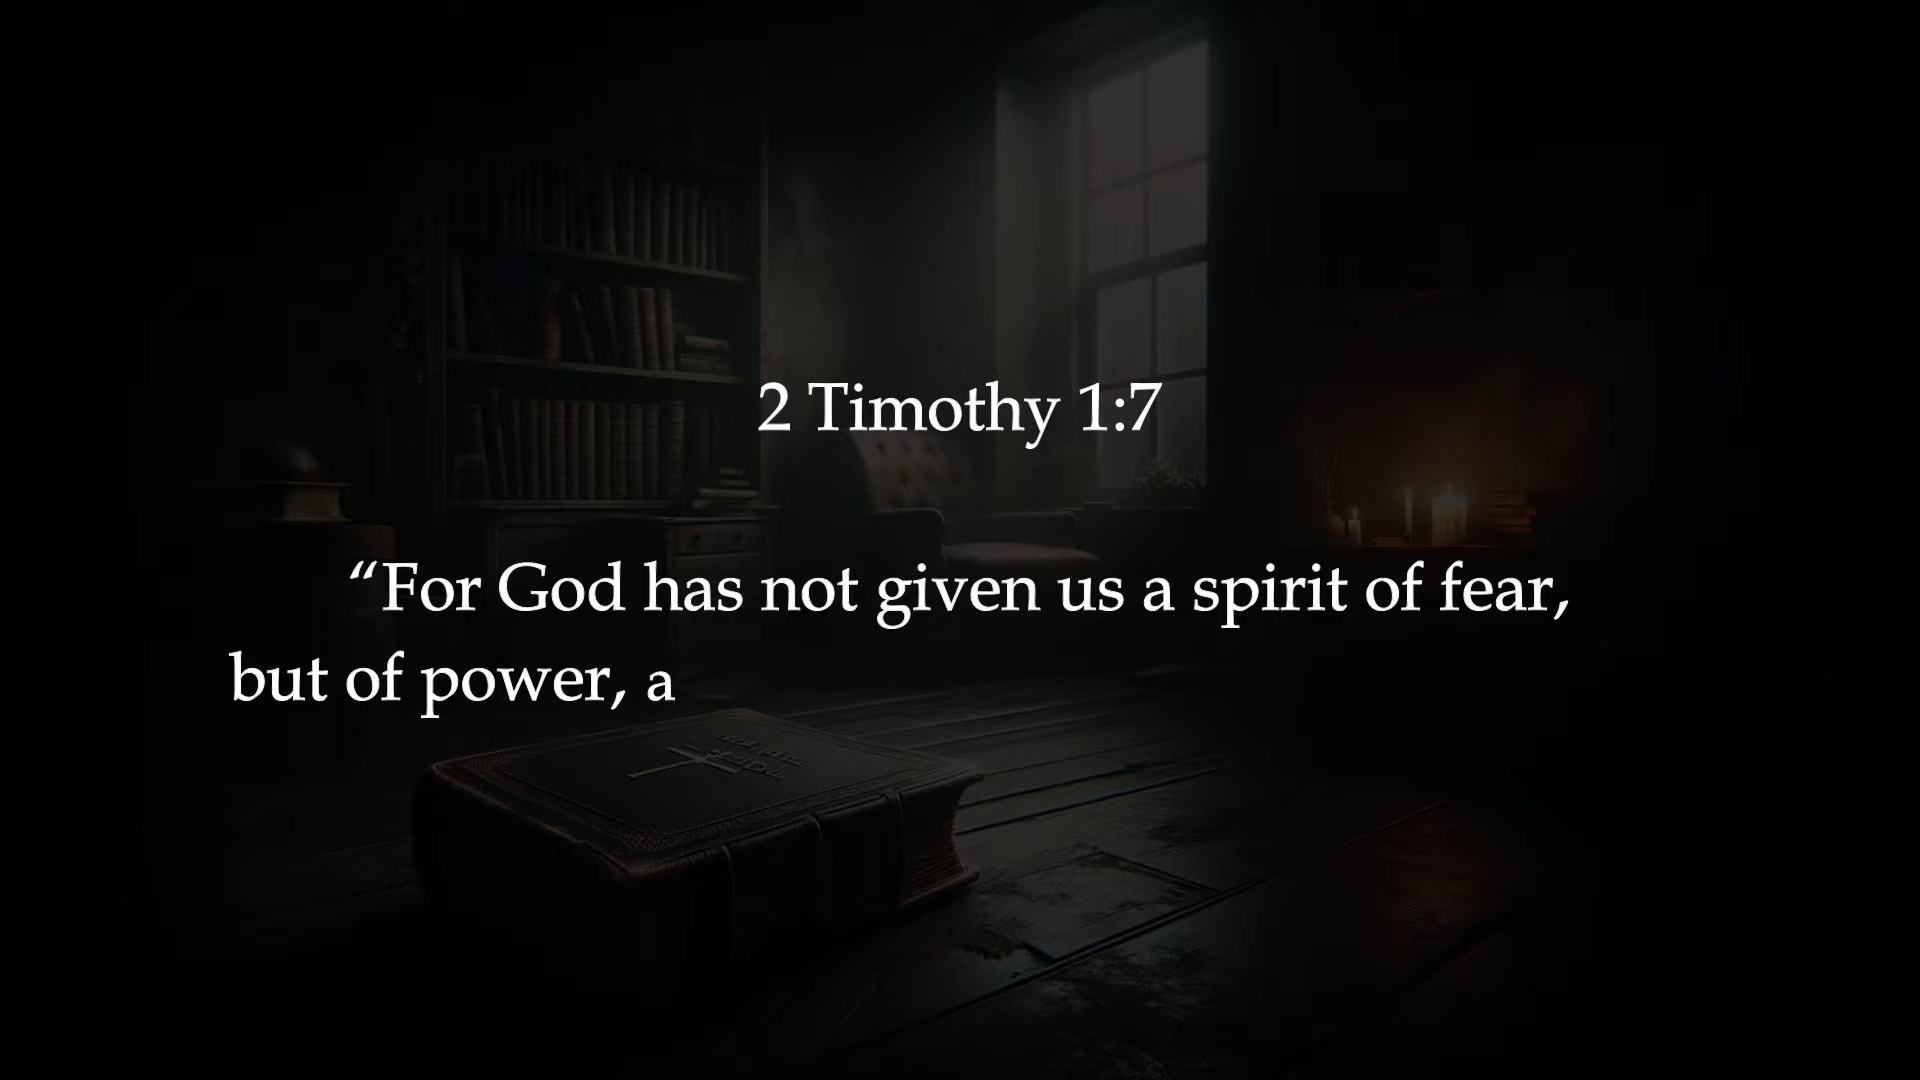 2 Timothy 1:7
“For God has not given us a spirit of fear,
but of power, a